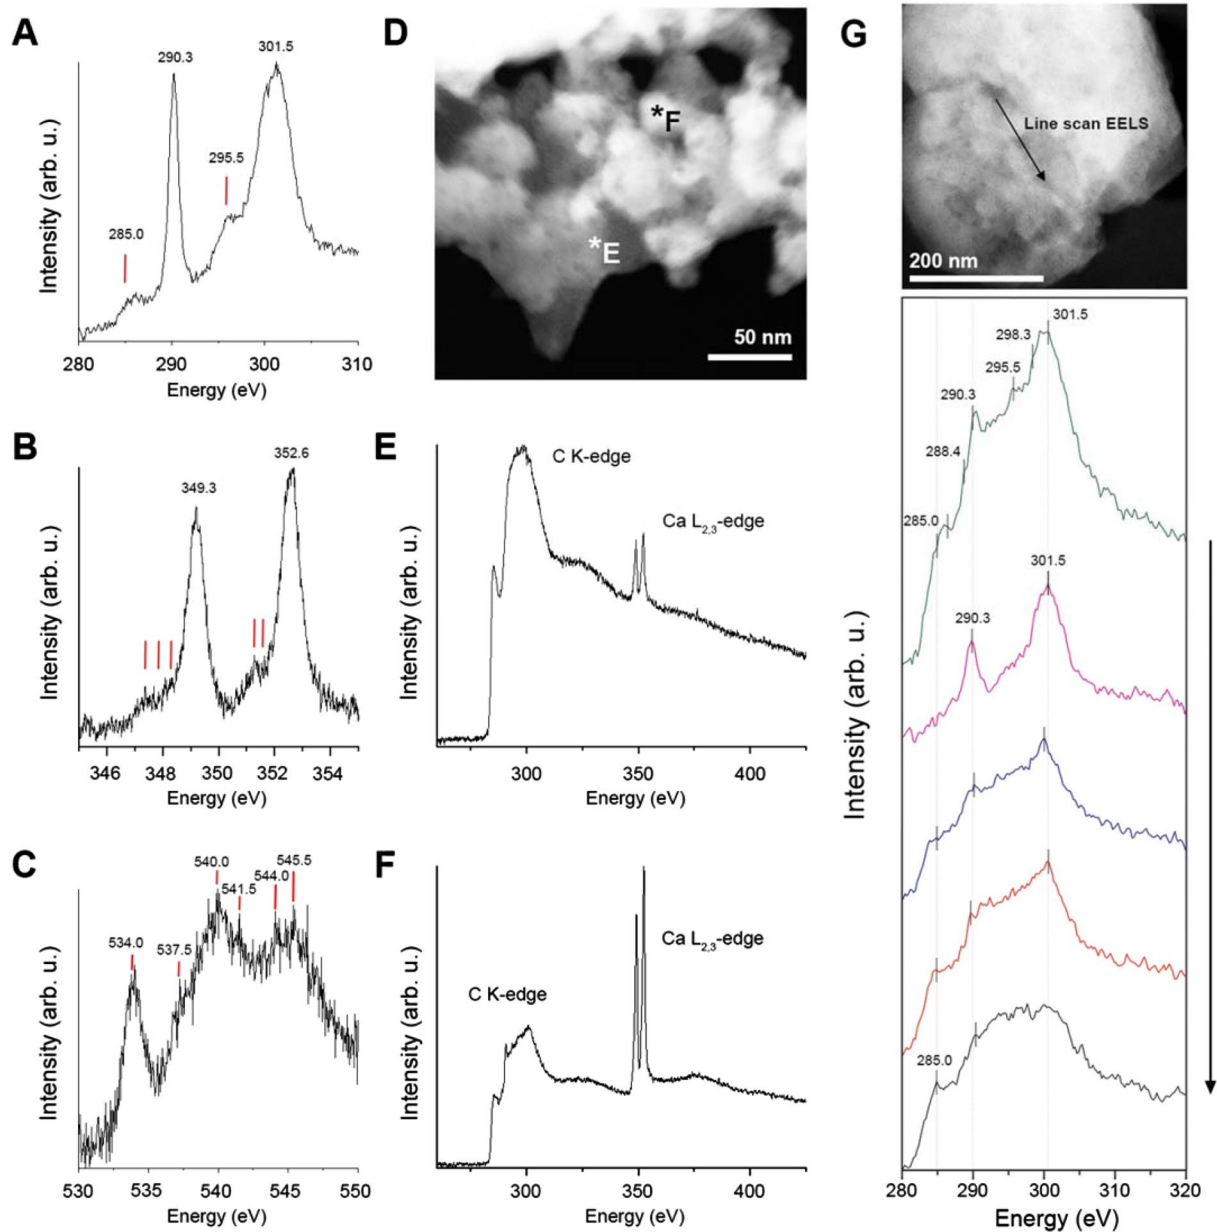 A
290.3
301.5
295.5
285.0
Intensity (arb. u.)
280 290 300 310
Energy (eV)
B
352.6
349.3
Intensity (arb. u.)
346 348 350 352 354
Energy (eV)
C
540.0
545.5
544.0
541.5
534.0
537.5
Intensity (arb. u.)
530 535 540 545 550
Energy (eV)
D
*F
*E
50 nm
E
C K-edge
Ca L2,3-edge
Intensity (arb. u.)
300 350 400
Energy (eV)
F
Ca L2,3-edge
C K-edge
Intensity (arb. u.)
300 350 400
Energy (eV)
G
Line scan EELS
200 nm
301.5
298.3
295.5
290.3
288.4
285.0
301.5
290.3
285.0
Intensity (arb. u.)
280 290 300 310 320
Energy (eV)